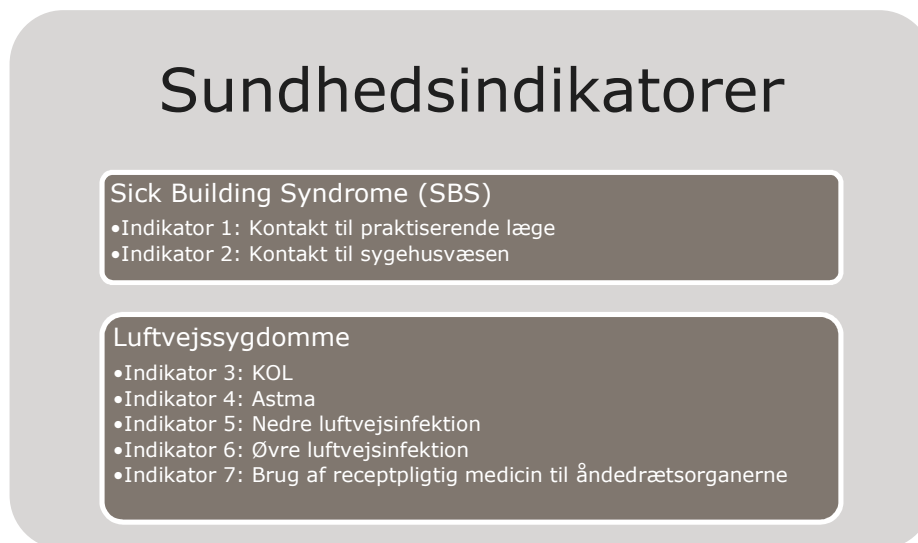 Sundhedsindikatorer
Sick Building Syndrome (SBS)
•Indikator 1: Kontakt til praktiserende læge
•Indikator 2: Kontakt til sygehusvæsen
Luftvejssygdomme
•Indikator 3: KOL
•Indikator 4: Astma
•Indikator 5: Nedre luftvejsinfektion
•Indikator 6: Øvre luftvejsinfektion
•Indikator 7: Brug af receptpligtig medicin til åndedrætsorganerne